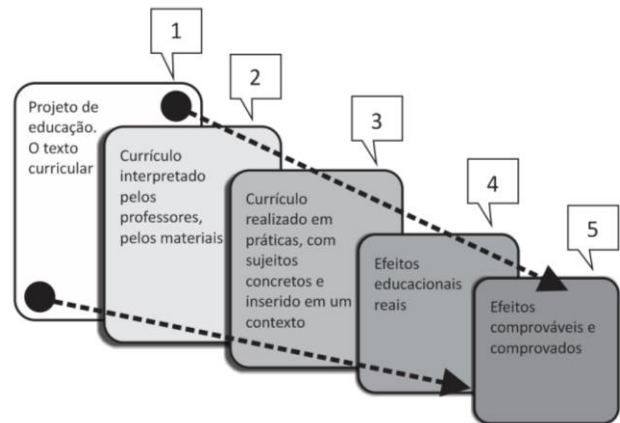 1
Projeto de
educação.
O texto
curricular
2
Currículo
interpretado
pelos
professores,
pelos materiais
3
Currículo
realizado em
práticas, com
sujeitos
concretos e
inserido em um
contexto
4
Efeitos
educacionais
reais
5
Efeitos
comprováveis e
comprovados